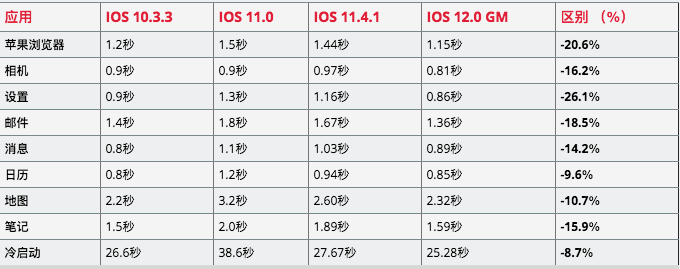 应用 IOS 10.3.3 IOS 11.0 IOS 11.4.1 IOS 12.0 GM 区别 （%）
苹果浏览器 1.2秒 1.5秒 1.44秒 1.15秒 -20.6%
相机 0.9秒 0.9秒 0.97秒 0.81秒 -16.2%
设置 0.9秒 1.3秒 1.16秒 0.86秒 -26.1%
邮件 1.4秒 1.8秒 1.67秒 1.36秒 -18.5%
消息 0.8秒 1.1秒 1.03秒 0.89秒 -14.2%
日历 0.8秒 1.2秒 0.94秒 0.85秒 -9.6%
地图 2.2秒 3.2秒 2.60秒 2.32秒 -10.7%
笔记 1.5秒 2.0秒 1.89秒 1.59秒 -15.9%
冷启动 26.6秒 38.6秒 27.67秒 25.28秒 -8.7%